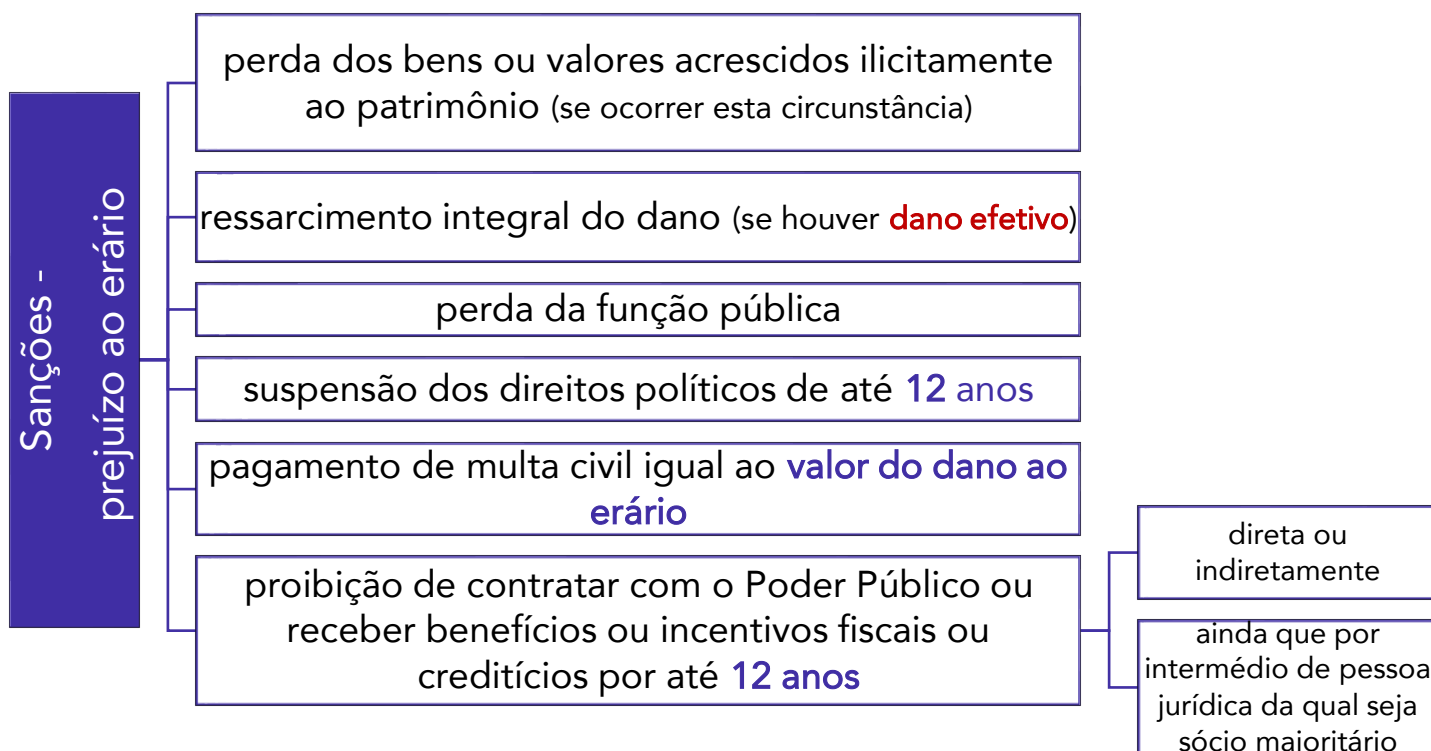 Sanções -
prejuízo ao erário
perda dos bens ou valores acrescidos ilicitamente
ao patrimônio (se ocorrer esta circunstância)
ressarcimento integral do dano (se houver dano efetivo)
perda da função pública
suspensão dos direitos políticos de até 12 anos
pagamento de multa civil igual ao valor do dano ao
erário
proibição de contratar com o Poder Público ou
receber benefícios ou incentivos fiscais ou
creditícios por até 12 anos
direta ou
indiretamente
ainda que por
intermédio de pessoa
jurídica da qual seja
sócio majoritário